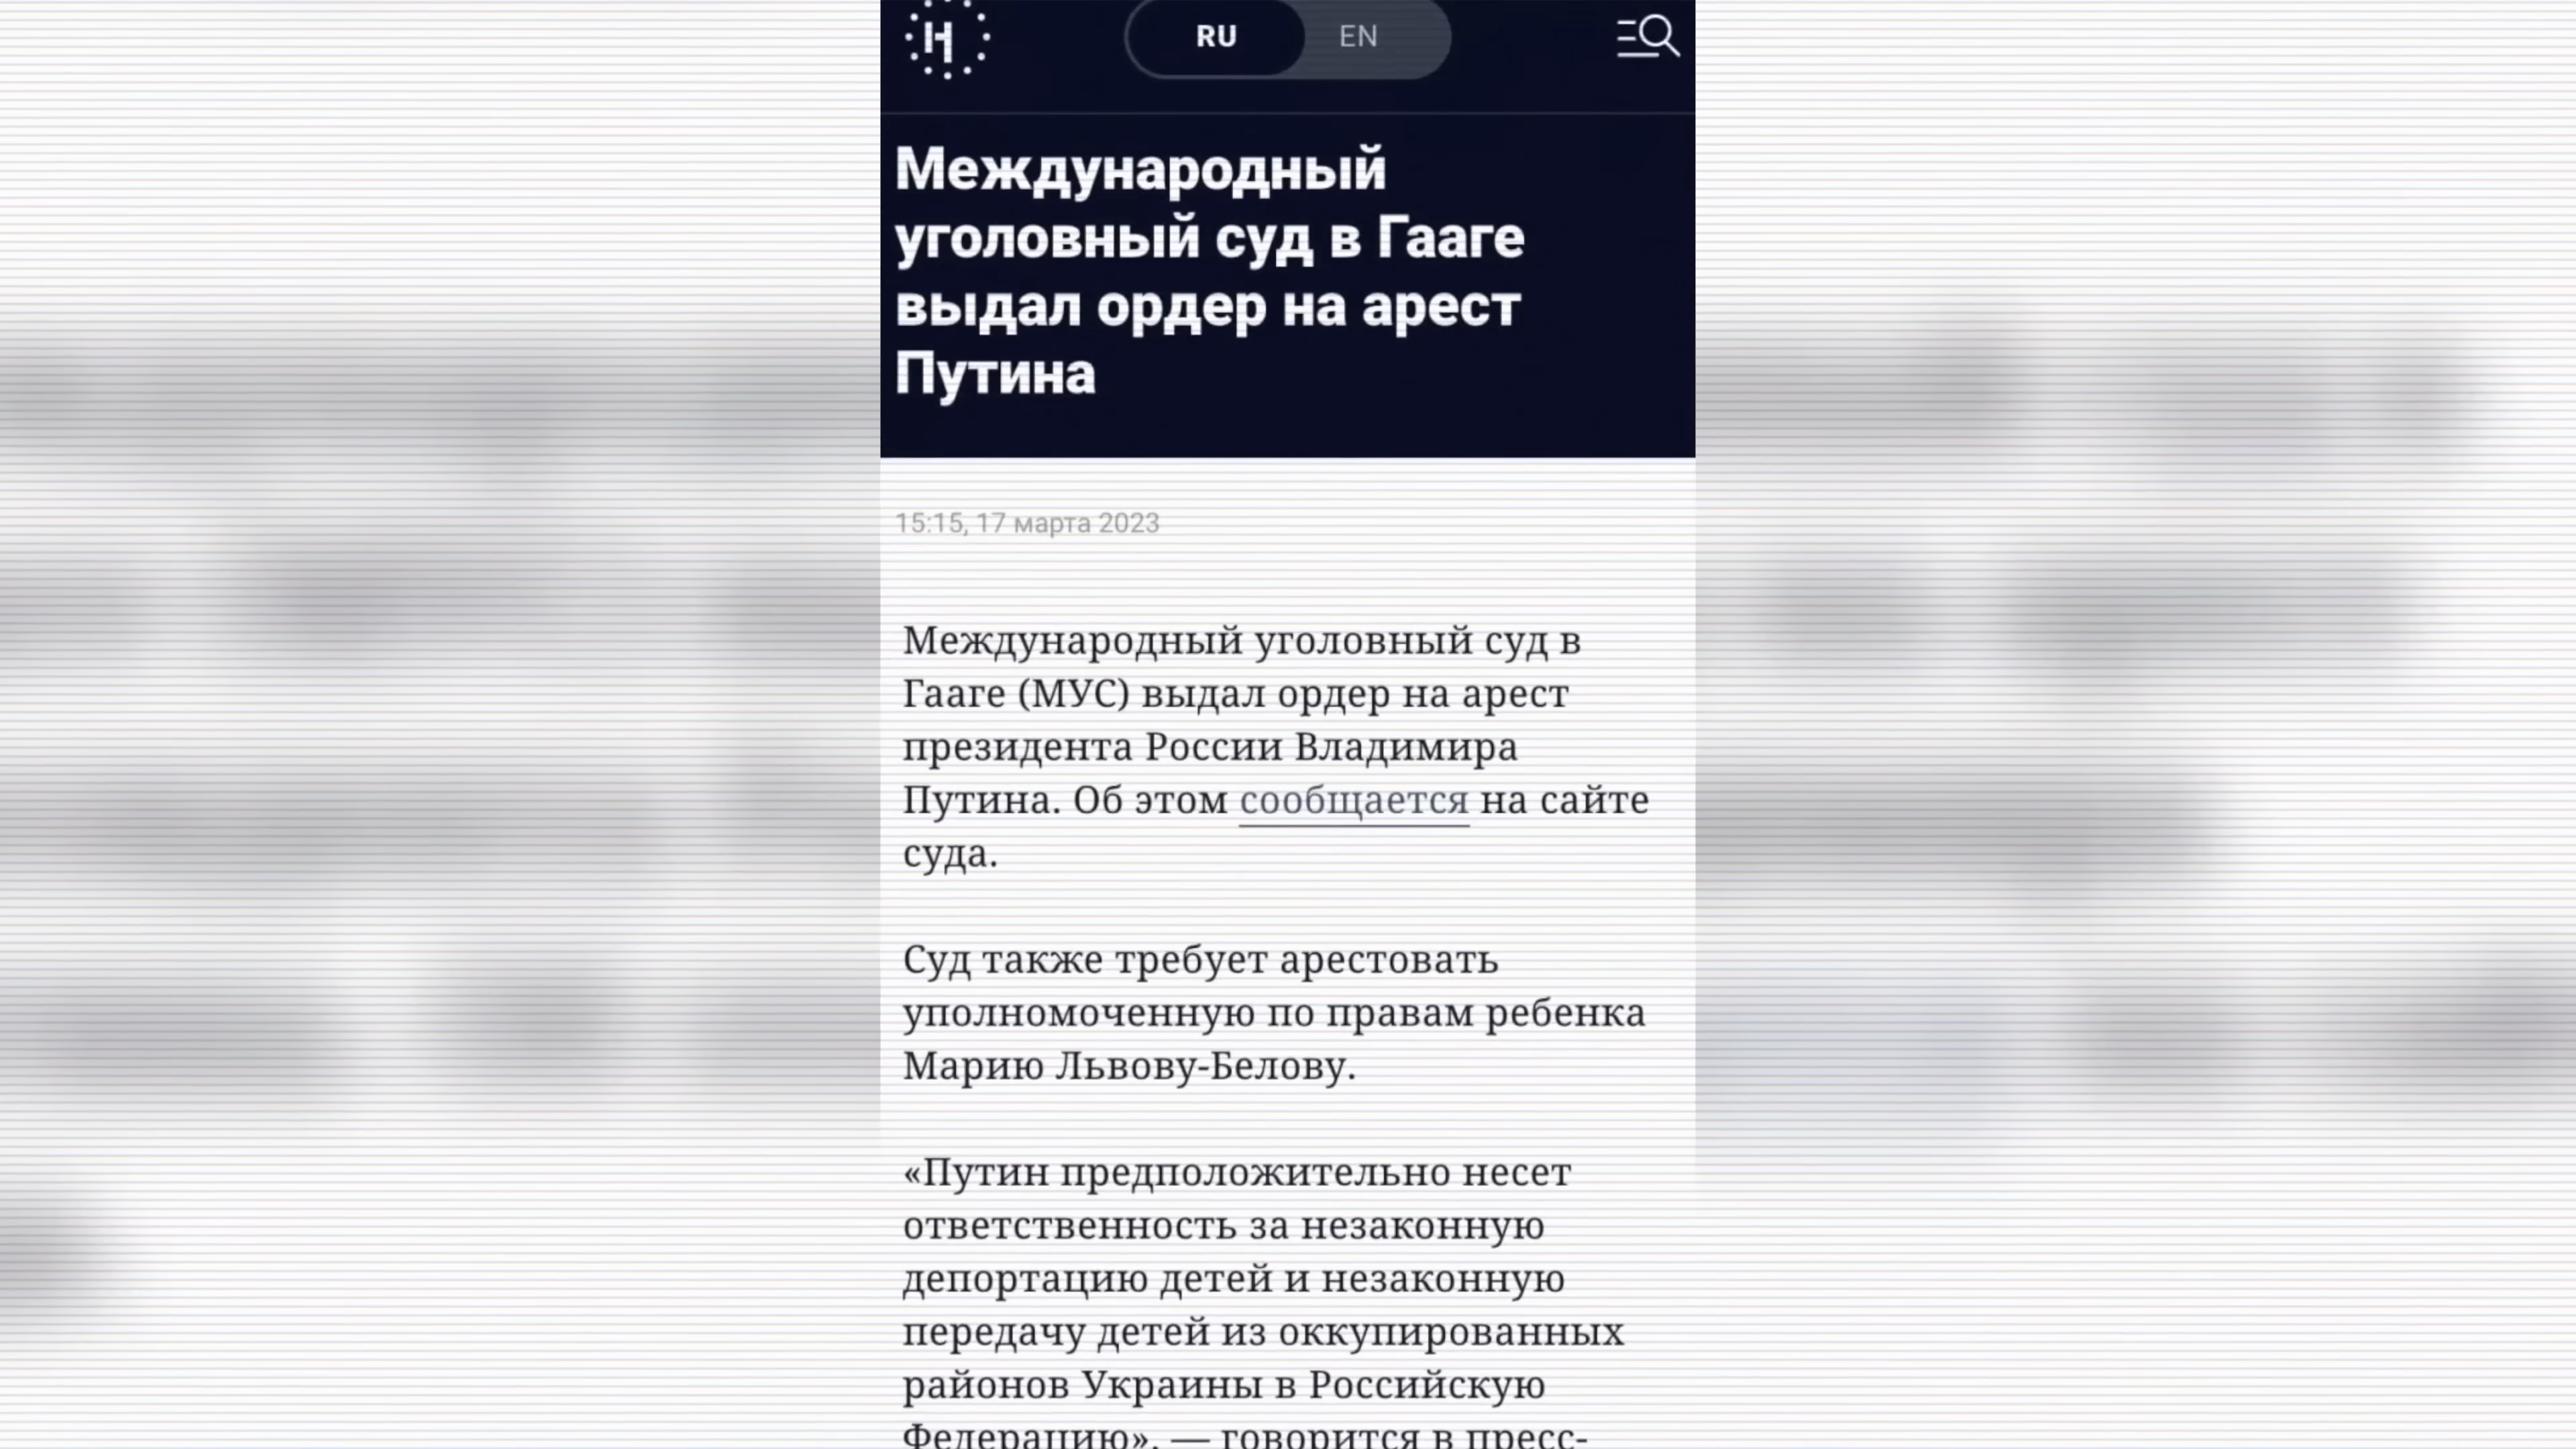 Н
RU EN
Международный
уголовный суд в Гааге
выдал ордер на арест
Путина
15:15, 17 марта 2023
Международный уголовный суд в
Гааге (МУС) выдал ордер на арест
президента России Владимира
Путина. Об этом сообщается на сайте
суда.
Суд также требует арестовать
уполномоченную по правам ребенка
Марию Львову-Белову.
«Путин предположительно несет
ответственность за незаконную
депортацию детей и незаконную
передачу детей из оккупированных
районов Украины в Российскую
Федерацию», — говорится в пресс-